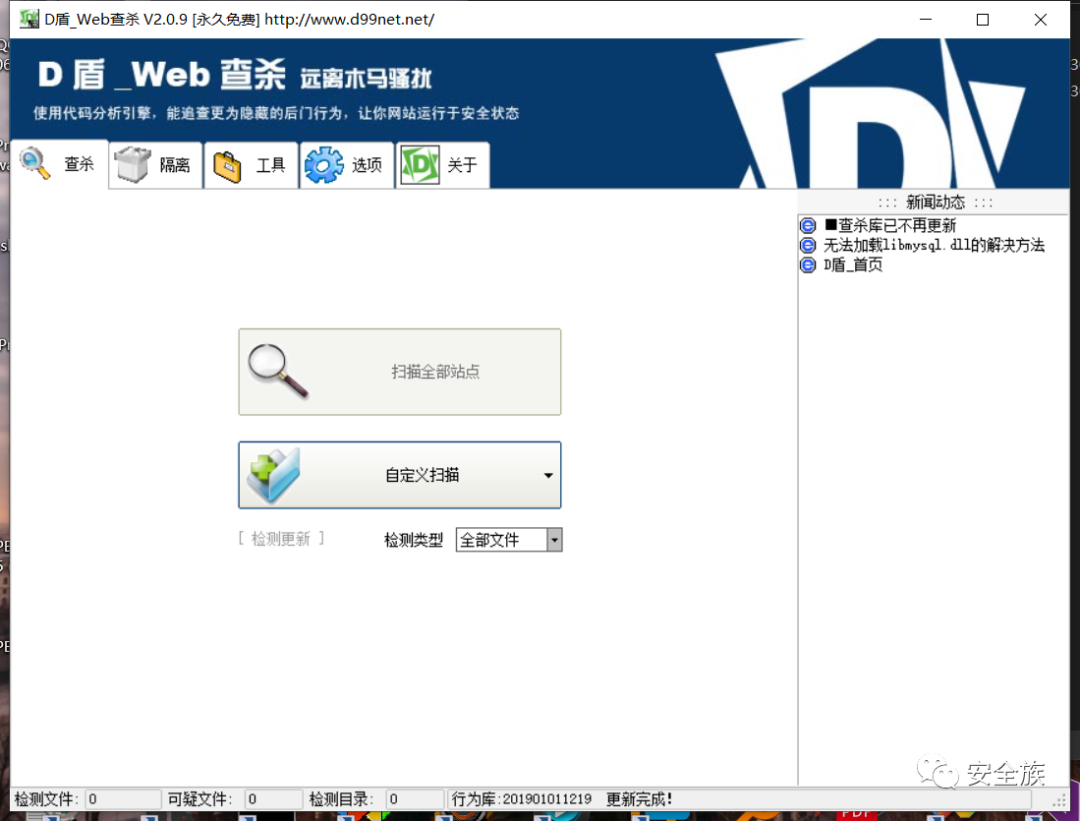 D盾_Web查杀 V2.0.9 [永久免费] http://www.d99net.net/
D 盾 _Web 查杀 远离木马骚扰
使用代码分析引擎，能追查更为隐藏的后门行为，让你网站运行于安全状态
查杀 隔离 工具 选项 关于
::: 新闻动态 :::
■查杀库已不再更新
无法加载libmysql.dll的解决方法
D盾_首页
扫描全部站点
自定义扫描
[ 检测更新 ] 检测类型 全部文件
安全族
检测文件: 0 可疑文件: 0 检测目录: 0 行为库:201901011219 更新完成!
PDF